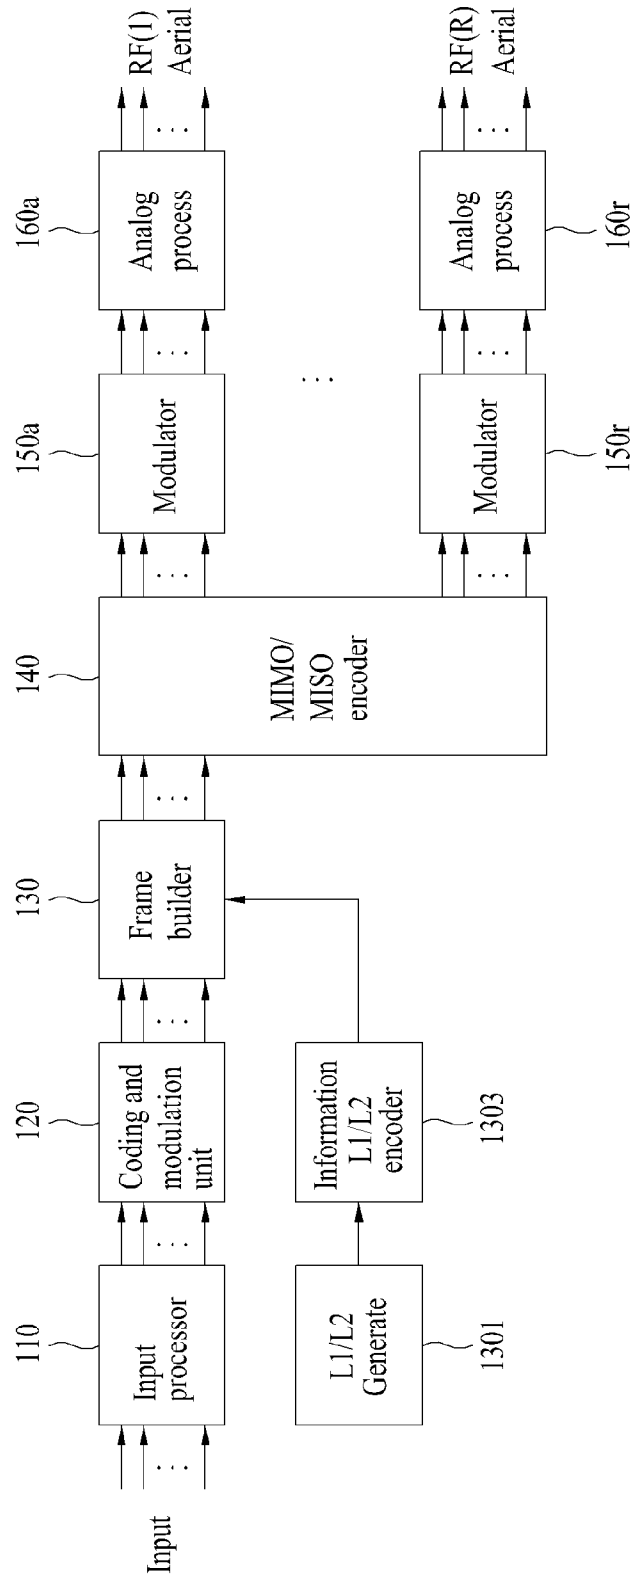 Input
110
Input
processor
120
Coding and
modulation
unit
130
Frame
builder
140
MIMO/
MISO
encoder
150a
Modulator
160a
Analog
process
RF(1)
Aerial
L1/L2
Generate
1301
Information
L1/L2
encoder
1303
Modulator
150r
Analog
process
160r
RF(R)
Aerial